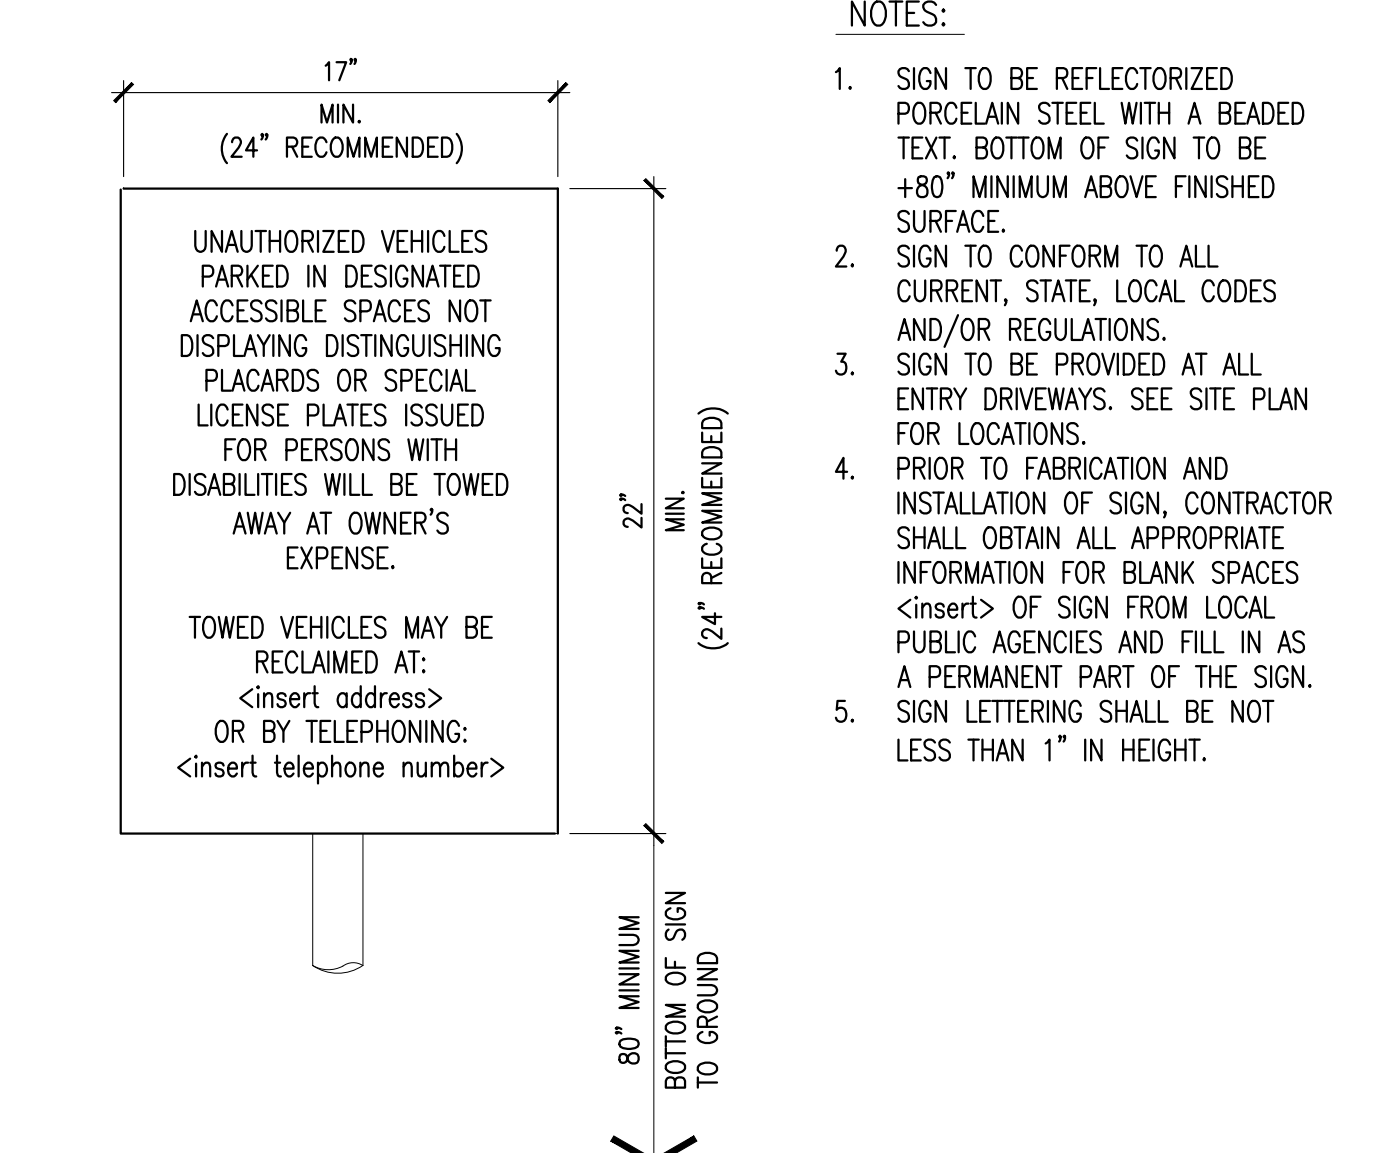 17"
MIN.
(24" RECOMMENDED)
UNAUTHORIZED VEHICLES
PARKED IN DESIGNATED
ACCESSIBLE SPACES NOT
DISPLAYING DISTINGUISHING
PLACARDS OR SPECIAL
LICENSE PLATES ISSUED
FOR PERSONS WITH
DISABILITIES WILL BE TOWED
AWAY AT OWNER'S
EXPENSE.
TOWED VEHICLES MAY BE
RECLAIMED AT:
<insert address>
OR BY TELEPHONING:
<insert telephone number>
22"
MIN.
(24" RECOMMENDED)
80" MINIMUM
BOTTOM OF SIGN
TO GROUND
NOTES:
1. SIGN TO BE REFLECTORIZED
PORCELAIN STEEL WITH A BEADED
TEXT. BOTTOM OF SIGN TO BE
+80" MINIMUM ABOVE FINISHED
SURFACE.
2. SIGN TO CONFORM TO ALL
CURRENT, STATE, LOCAL CODES
AND/OR REGULATIONS.
3. SIGN TO BE PROVIDED AT ALL
ENTRY DRIVEWAYS. SEE SITE PLAN
FOR LOCATIONS.
4. PRIOR TO FABRICATION AND
INSTALLATION OF SIGN, CONTRACTOR
SHALL OBTAIN ALL APPROPRIATE
INFORMATION FOR BLANK SPACES
<insert> OF SIGN FROM LOCAL
PUBLIC AGENCIES AND FILL IN AS
A PERMANENT PART OF THE SIGN.
5. SIGN LETTERING SHALL BE NOT
LESS THAN 1" IN HEIGHT.